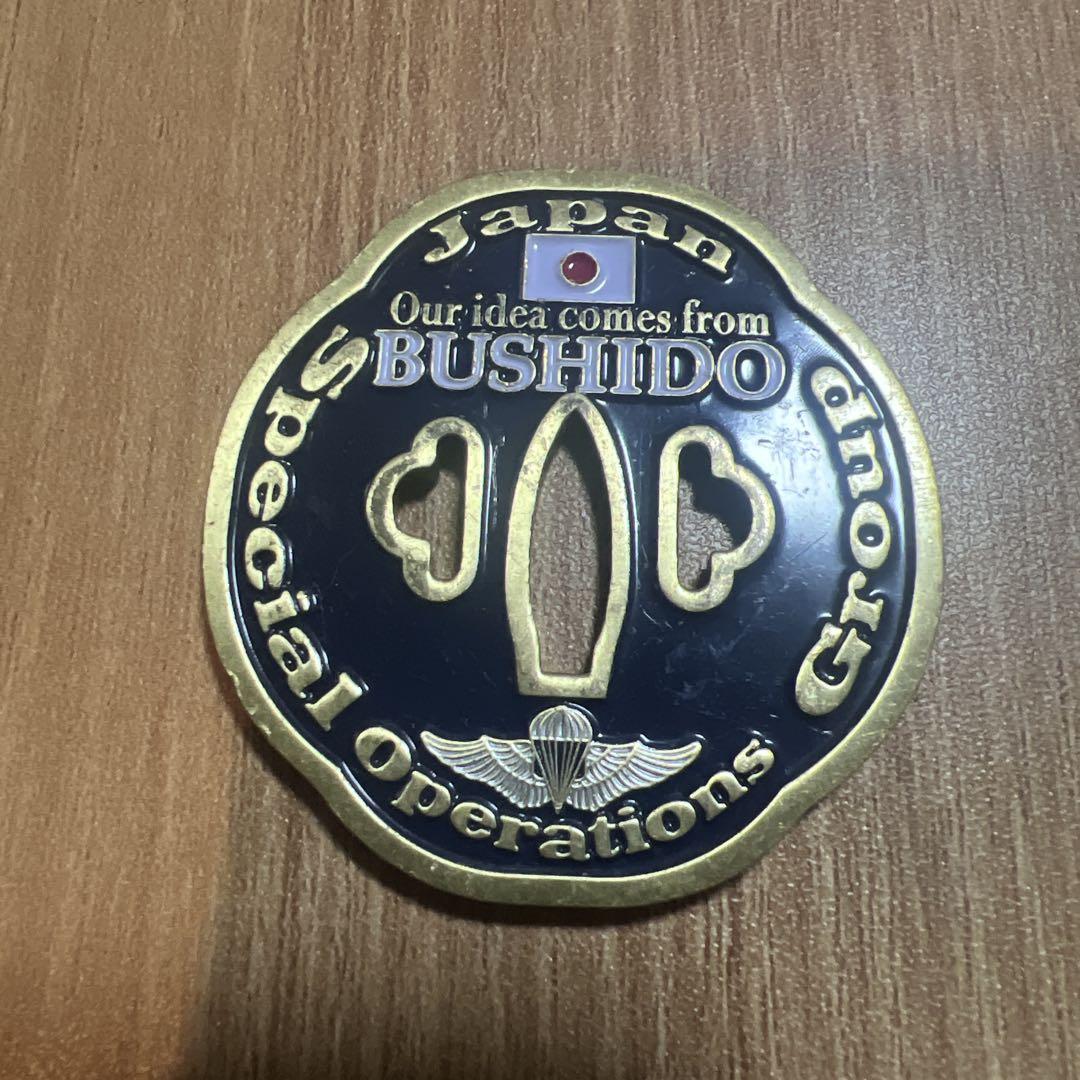 Japan
Our idea comes from
BUSHIDO
Special Operations Group